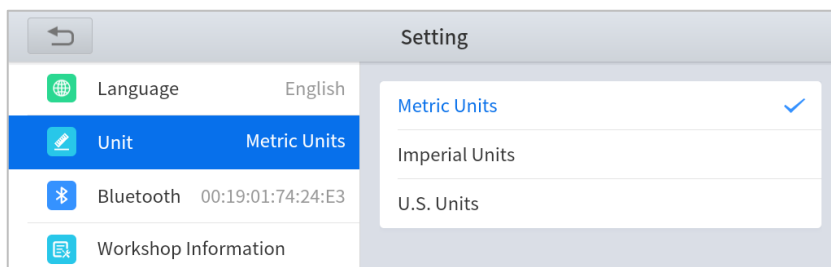 Setting
Language English
Unit Metric Units
Bluetooth 00:19:01:74:24:E3
Workshop Information
Metric Units
Imperial Units
U.S. Units